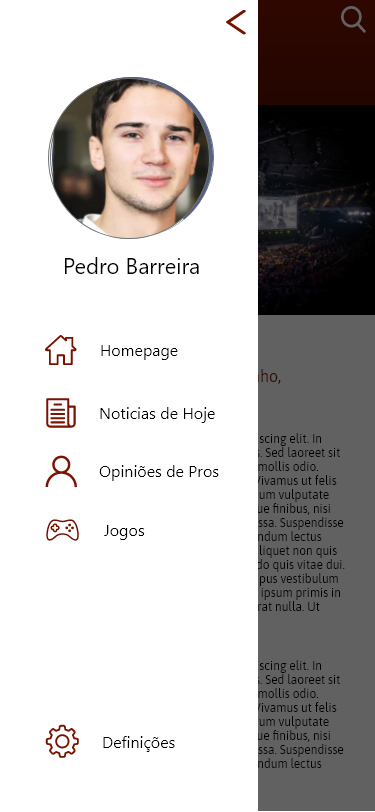 Pedro Barreira
Homepage
Noticias de Hoje
Opiniões de Pros
Jogos
Definições
nho,
scing elit. In
s. Sed laoreet sit
mollis odio.
Vivamus ut felis
um vulputate
ue finibus, nisi
ssa. Suspendisse
ndum lectus
liquet non quis
do quis vitae dui.
pus vestibulum
ipsum primis in
rat nulla. Ut
scing elit. In
s. Sed laoreet sit
mollis odio.
Vivamus ut felis
um vulputate
ue finibus, nisi
ssa. Suspendisse
ndum lectus